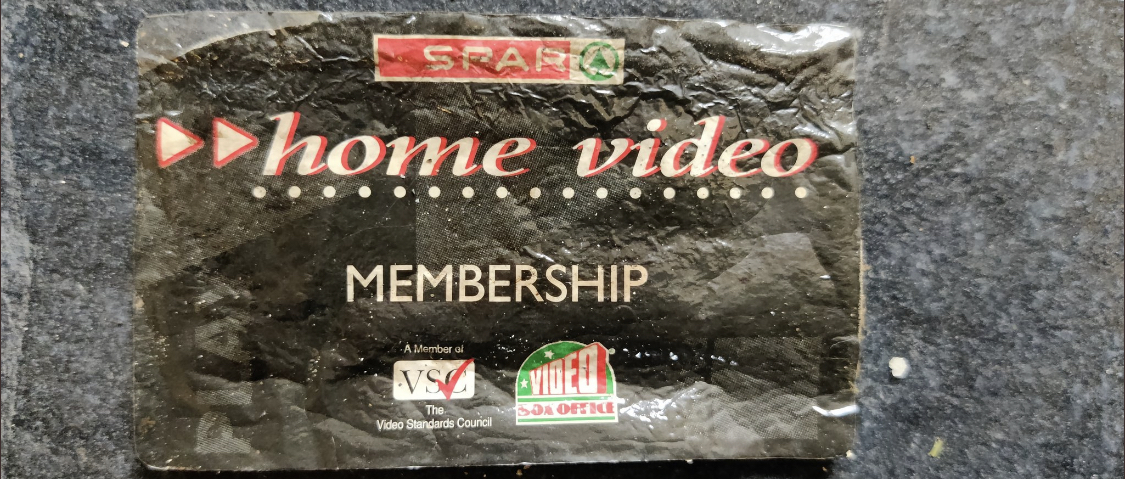 SPAR
home video
MEMBERSHIP
A Member of
VSC
The
Video Standards Council
VIDEO
BOX OFFICE